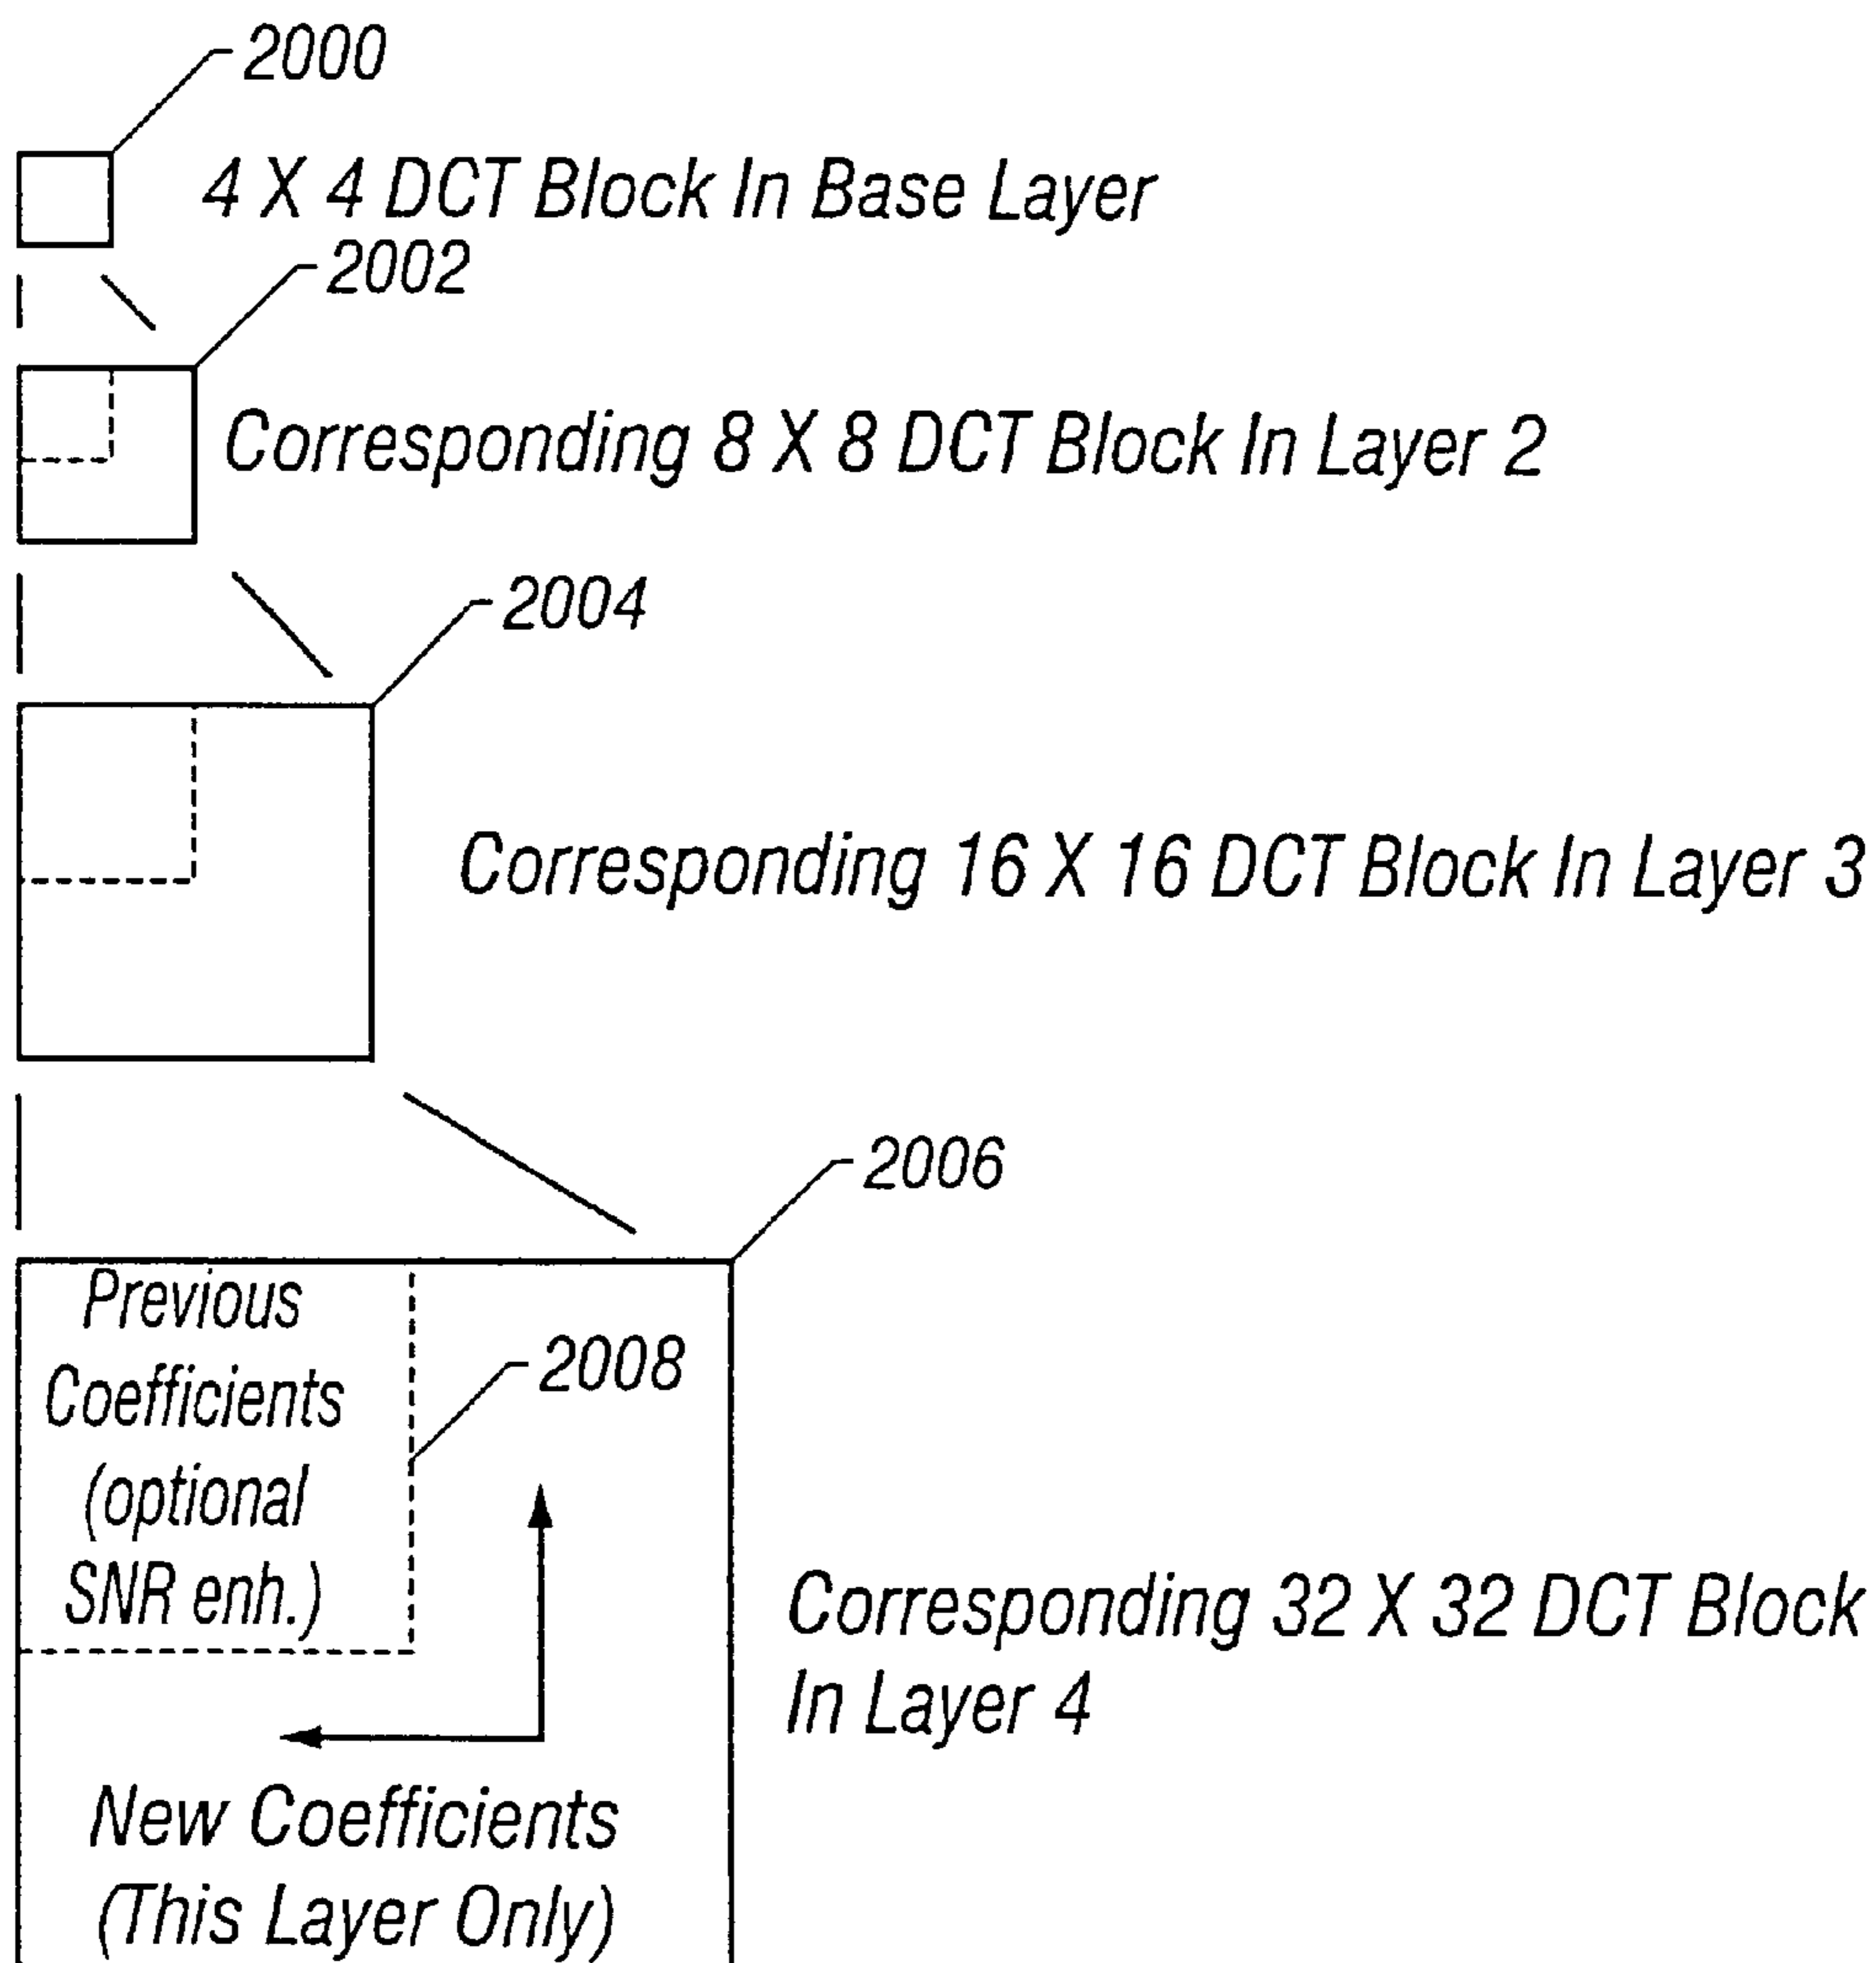 2000
4 X 4 DCT Block In Base Layer
2002
Corresponding 8 X 8 DCT Block In Layer 2
2004
Corresponding 16 X 16 DCT Block In Layer 3
2006
Previous
Coefficients
(optional
SNR enh.)
2008
Corresponding 32 X 32 DCT Block
In Layer 4
New Coefficients
(This Layer Only)